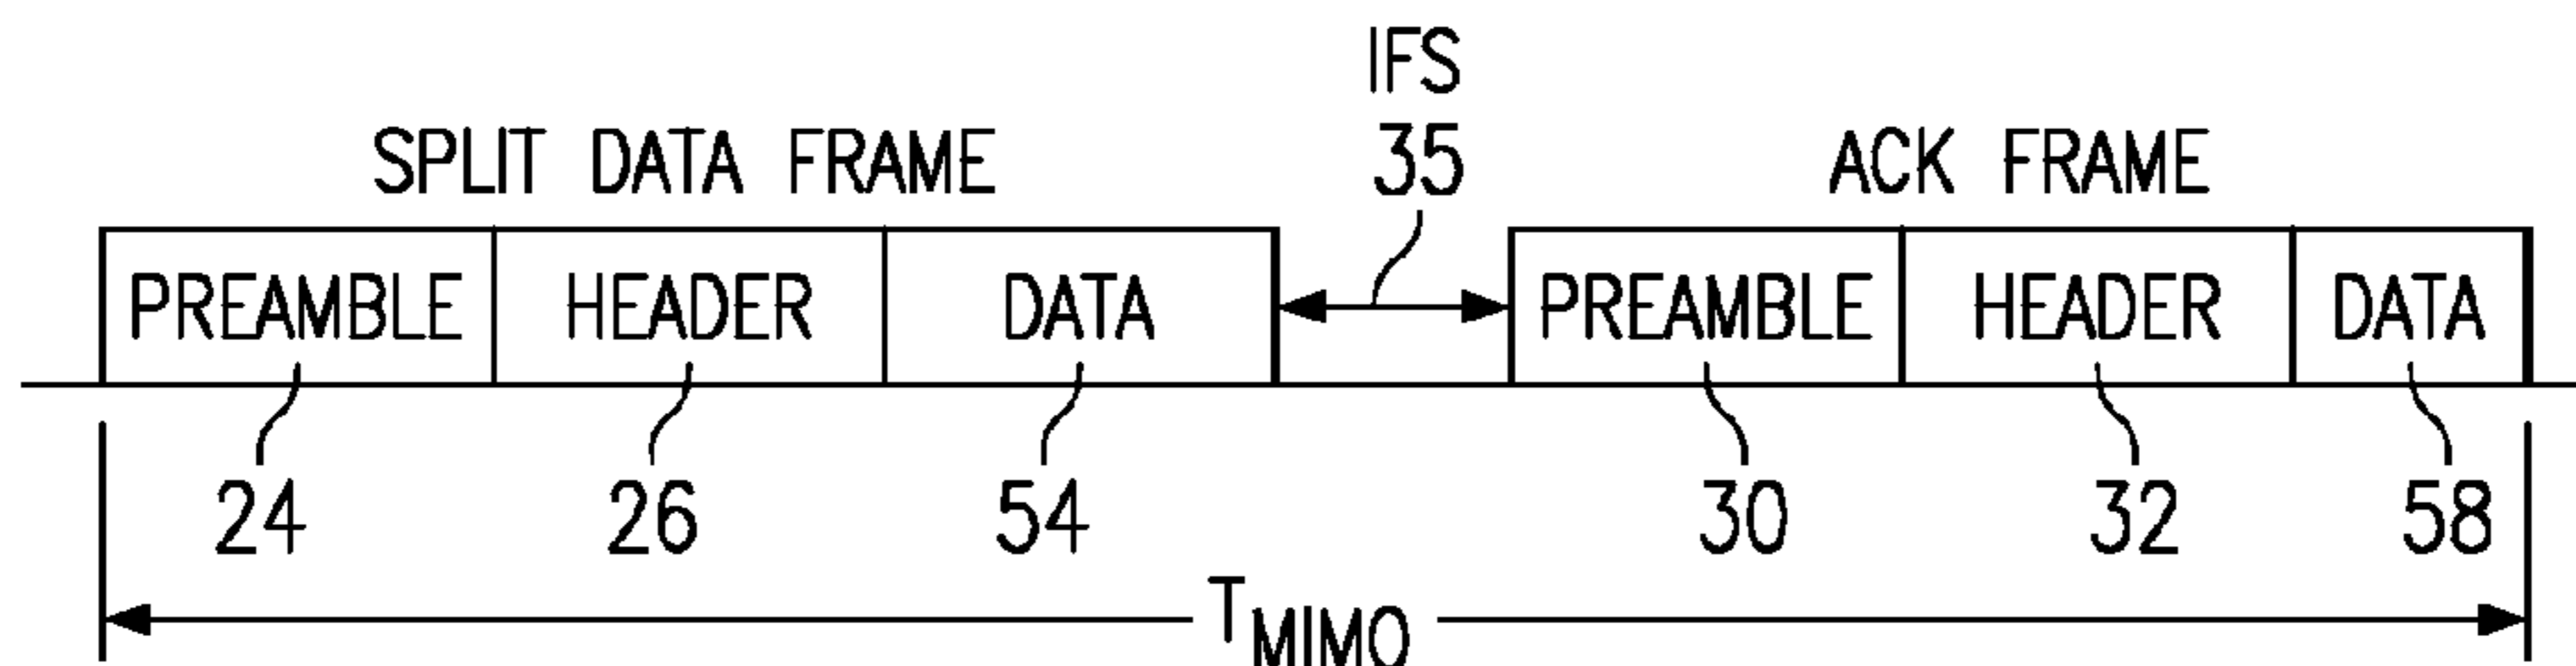 IFS
SPLIT DATA FRAME 35 ACK FRAME
PREAMBLE HEADER DATA PREAMBLE HEADER DATA
24 26 54 30 32 58
TMIMO